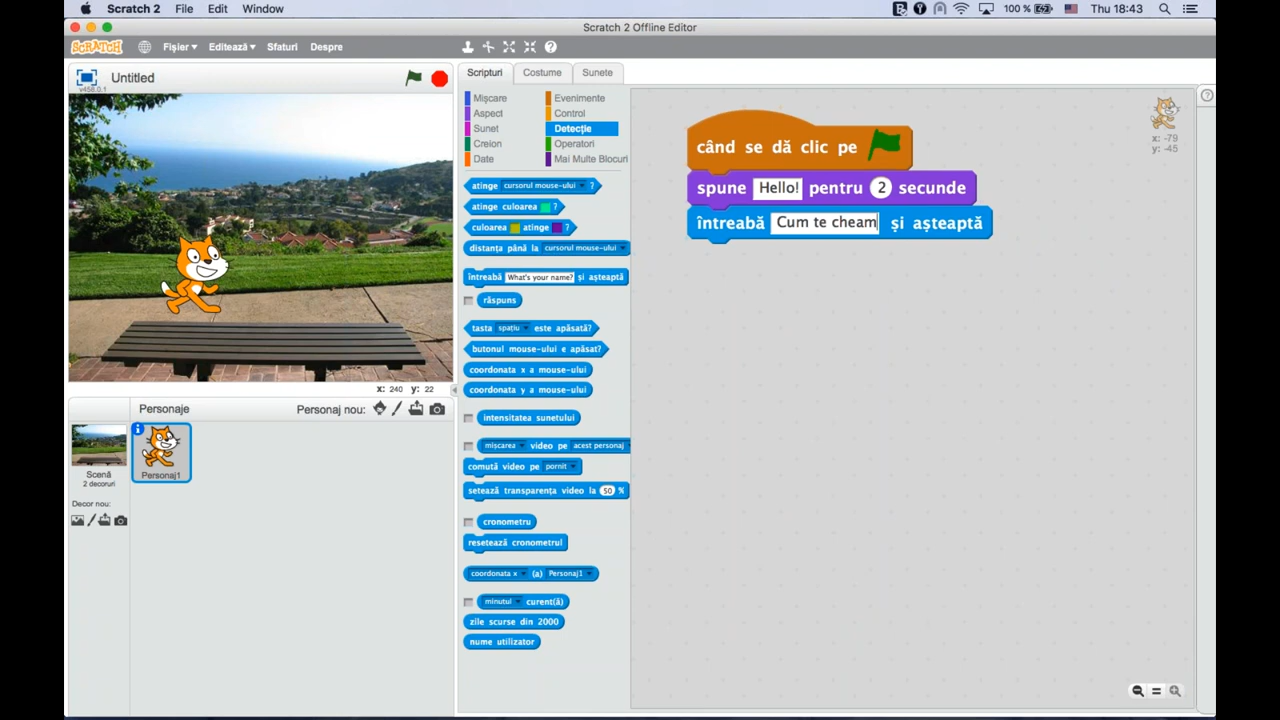 Scratch 2 File Edit Window 100 % Thu 18:43
Scratch 2 Offline Editor
SCRATCH Fișier Editează Sfaturi Despre
Untitled
v458.0.1
x: 240 y: 22
Personaje Personaj nou:
Scenă
2 decoruri
Decor nou:
Personaj1
Scripturi Costume Sunete
Mișcare Evenimente
Aspect Control
Sunet Detecție
Creion Operatori
Date Mai Multe Blocuri
atinge cursorul mouse-ului ?
atinge culoarea ?
culoarea atinge ?
distanța până la cursorul mouse-ului
întreabă What's your name? și așteaptă
răspuns
tasta spațiu este apăsată?
butonul mouse-ului e apăsat?
coordonata x a mouse-ului
coordonata y a mouse-ului
intensitatea sunetului
mișcarea video pe acest personaj
comută video pe pornit
setează transparența video la 50 %
cronometru
resetează cronometrul
coordonata x (a) Personaj1
minutul curent(ă)
zile scurse din 2000
nume utilizator
când se dă clic pe
spune Hello! pentru 2 secunde
întreabă Cum te cheam și așteaptă
x: -79
y: -45